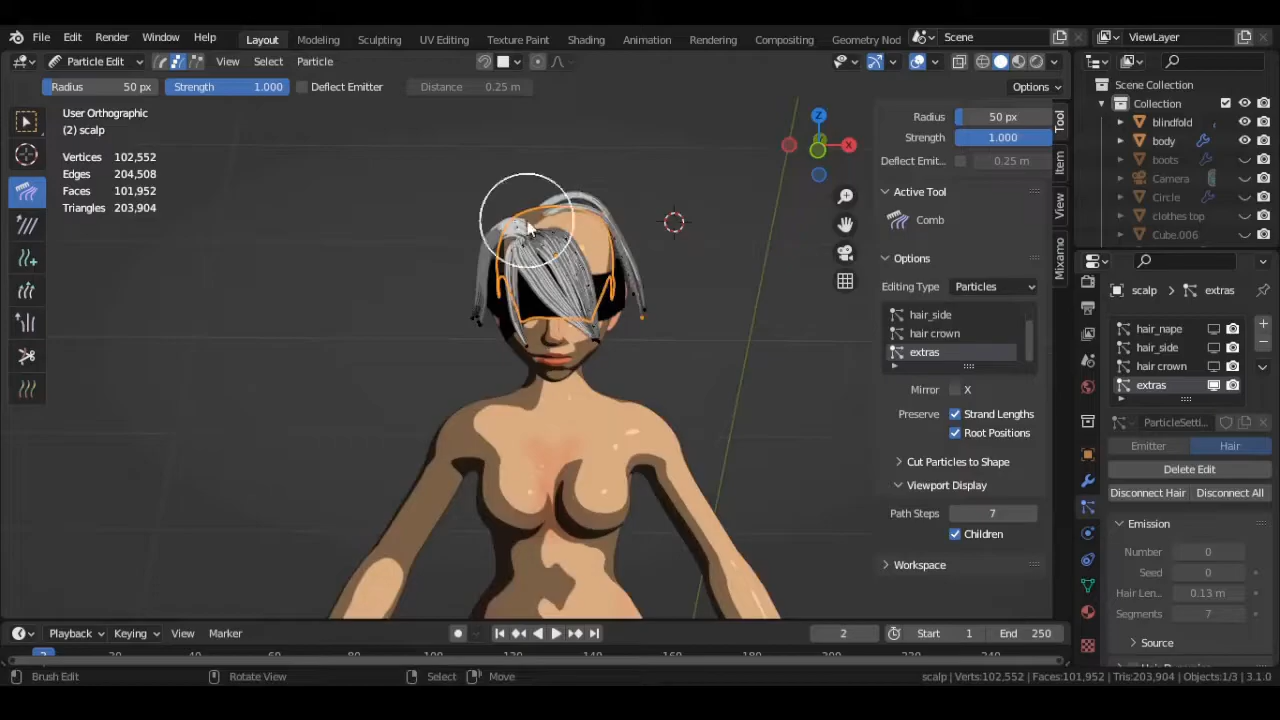 File Edit Render Window Help Layout Modeling Sculpting UV Editing Texture Paint Shading Animation Rendering Compositing Geometry Nod Scene ViewLayer
Particle Edit View Select Particle
Radius 50 px Strength 1.000 Deflect Emitter Distance 0.25 m Options
User Orthographic
(2) scalp
Vertices 102,552
Edges 204,508
Faces 101,952
Triangles 203,904
Z
X
Radius 50 px
Strength 1.000
Deflect Emit... 0.25 m
Active Tool
Comb
Options
Editing Type Particles
hair_side
hair crown
extras
Mirror X
Preserve Strand Lengths
Root Positions
Cut Particles to Shape
Viewport Display
Path Steps 7
Children
Workspace
Tool
Item
View
Mixamo
Scene Collection
Collection
blindfold
body
boots
Camera
Circle
clothes top
Cube.006
scalp extras
hair_nape
hair_side
hair crown
extras
ParticleSetti...
Emitter Hair
Delete Edit
Disconnect Hair Disconnect All
Emission
Number 0
Seed 0
Hair Len... 0.13 m
Segments 7
Source
Playback Keying View Marker 2 Start 1 End 250
2
Brush Edit Rotate View Select Move scalp | Verts:102,552 | Faces:101,952 | Tris:203,904 | Objects:1/3 | 3.1.0